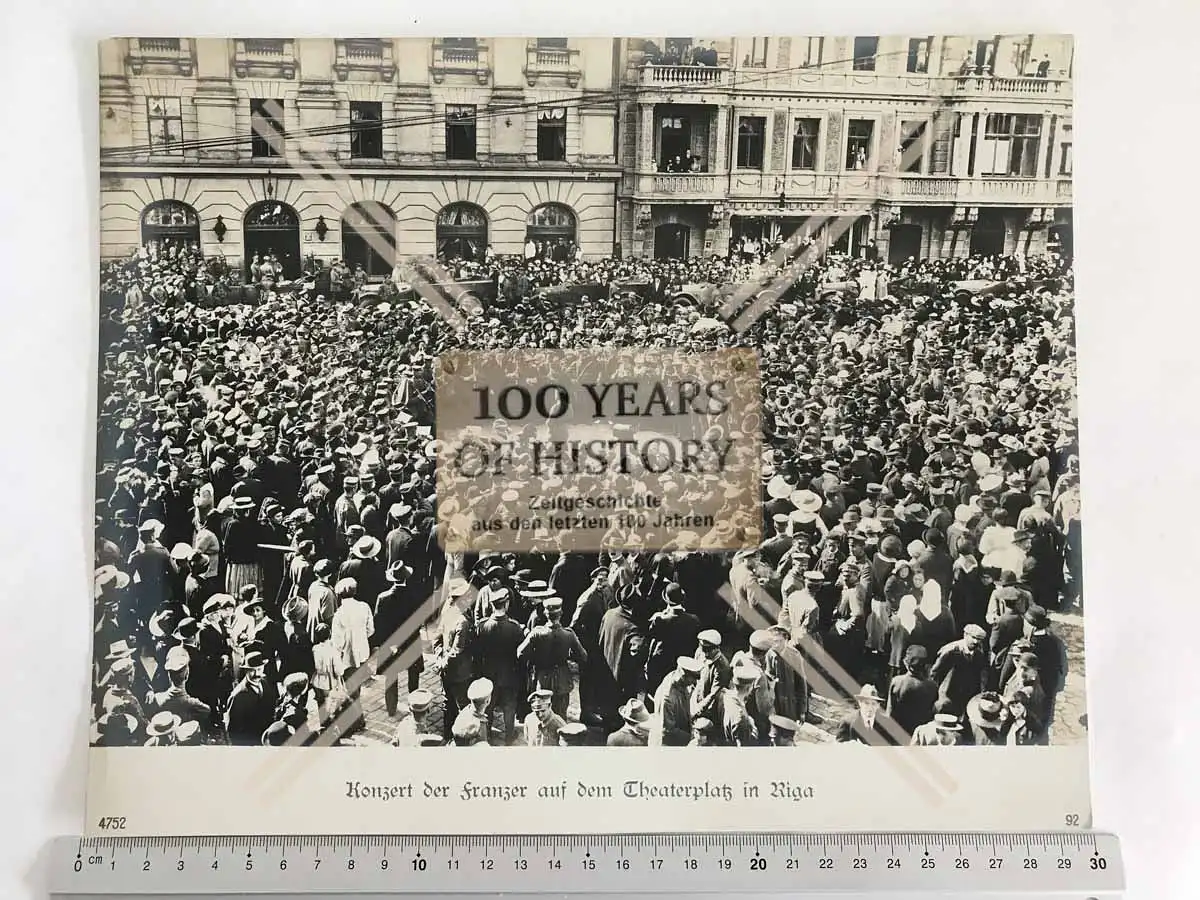 100 YEARS
OF HISTORY
Zeitgeschichte
aus den letzten 100 Jahren
Konzert der Franzer auf dem Theaterplatz in Riga
4752
92
0 cm 1 2 3 4 5 6 7 8 9 10 11 12 13 14 15 16 17 18 19 20 21 22 23 24 25 26 27 28 29 30